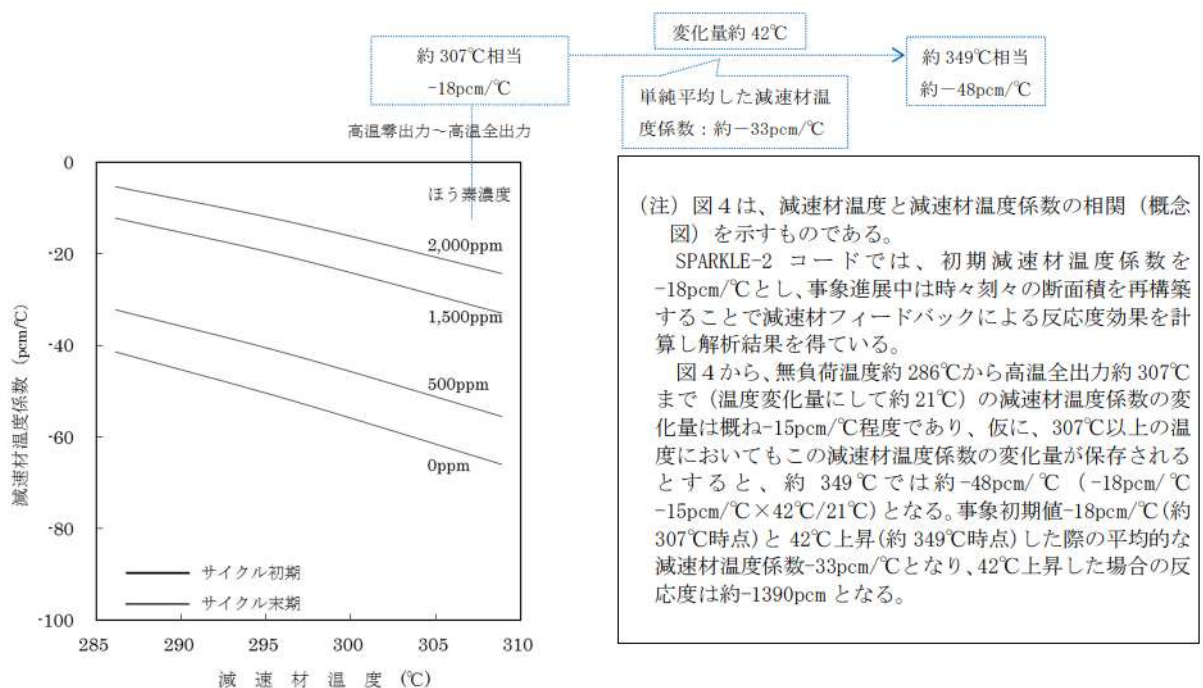 変化量約 42℃
約 307℃相当
-18pcm/℃
約 349℃相当
約－48pcm/℃
単純平均した減速材温
度係数：約－33pcm/℃
高温零出力～高温全出力
0
-20
-40
-60
-80
-100
減速材温度係数 (pcm/℃)
ほう素濃度
2,000ppm
1,500ppm
500ppm
0ppm
サイクル初期
サイクル末期
285
290
295
300
305
310
減 速 材 温 度 (℃)
（注）図４は、減速材温度と減速材温度係数の相関（概念
図）を示すものである。
SPARKLE-2 コードでは、初期減速材温度係数を
-18pcm/℃とし、事象進展中は時々刻々の断面積を再構築
することで減速材フィードバックによる反応度効果を計
算し解析結果を得ている。
図４から、無負荷温度約 286℃から高温全出力約 307℃
まで（温度変化量にして約 21℃）の減速材温度係数の変
化量は概ね-15pcm/℃程度であり、仮に、307℃以上の温
度においてもこの減速材温度係数の変化量が保存される
とすると、約 349℃では約-48pcm/℃（-18pcm/℃
-15pcm/℃×42℃/21℃）となる。事象初期値-18pcm/℃(約
307℃時点)と 42℃上昇(約 349℃時点)した際の平均的な
減速材温度係数-33pcm/℃となり、42℃上昇した場合の反
応度は約-1390pcm となる。